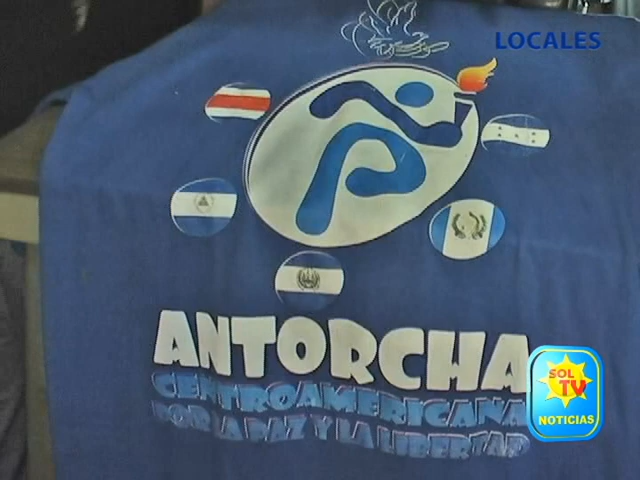 LOCALES
ANTORCHA
CENTROAMERICANA
POR LA PAZ Y LA LIBERTAD
SOL
TV
NOTICIAS